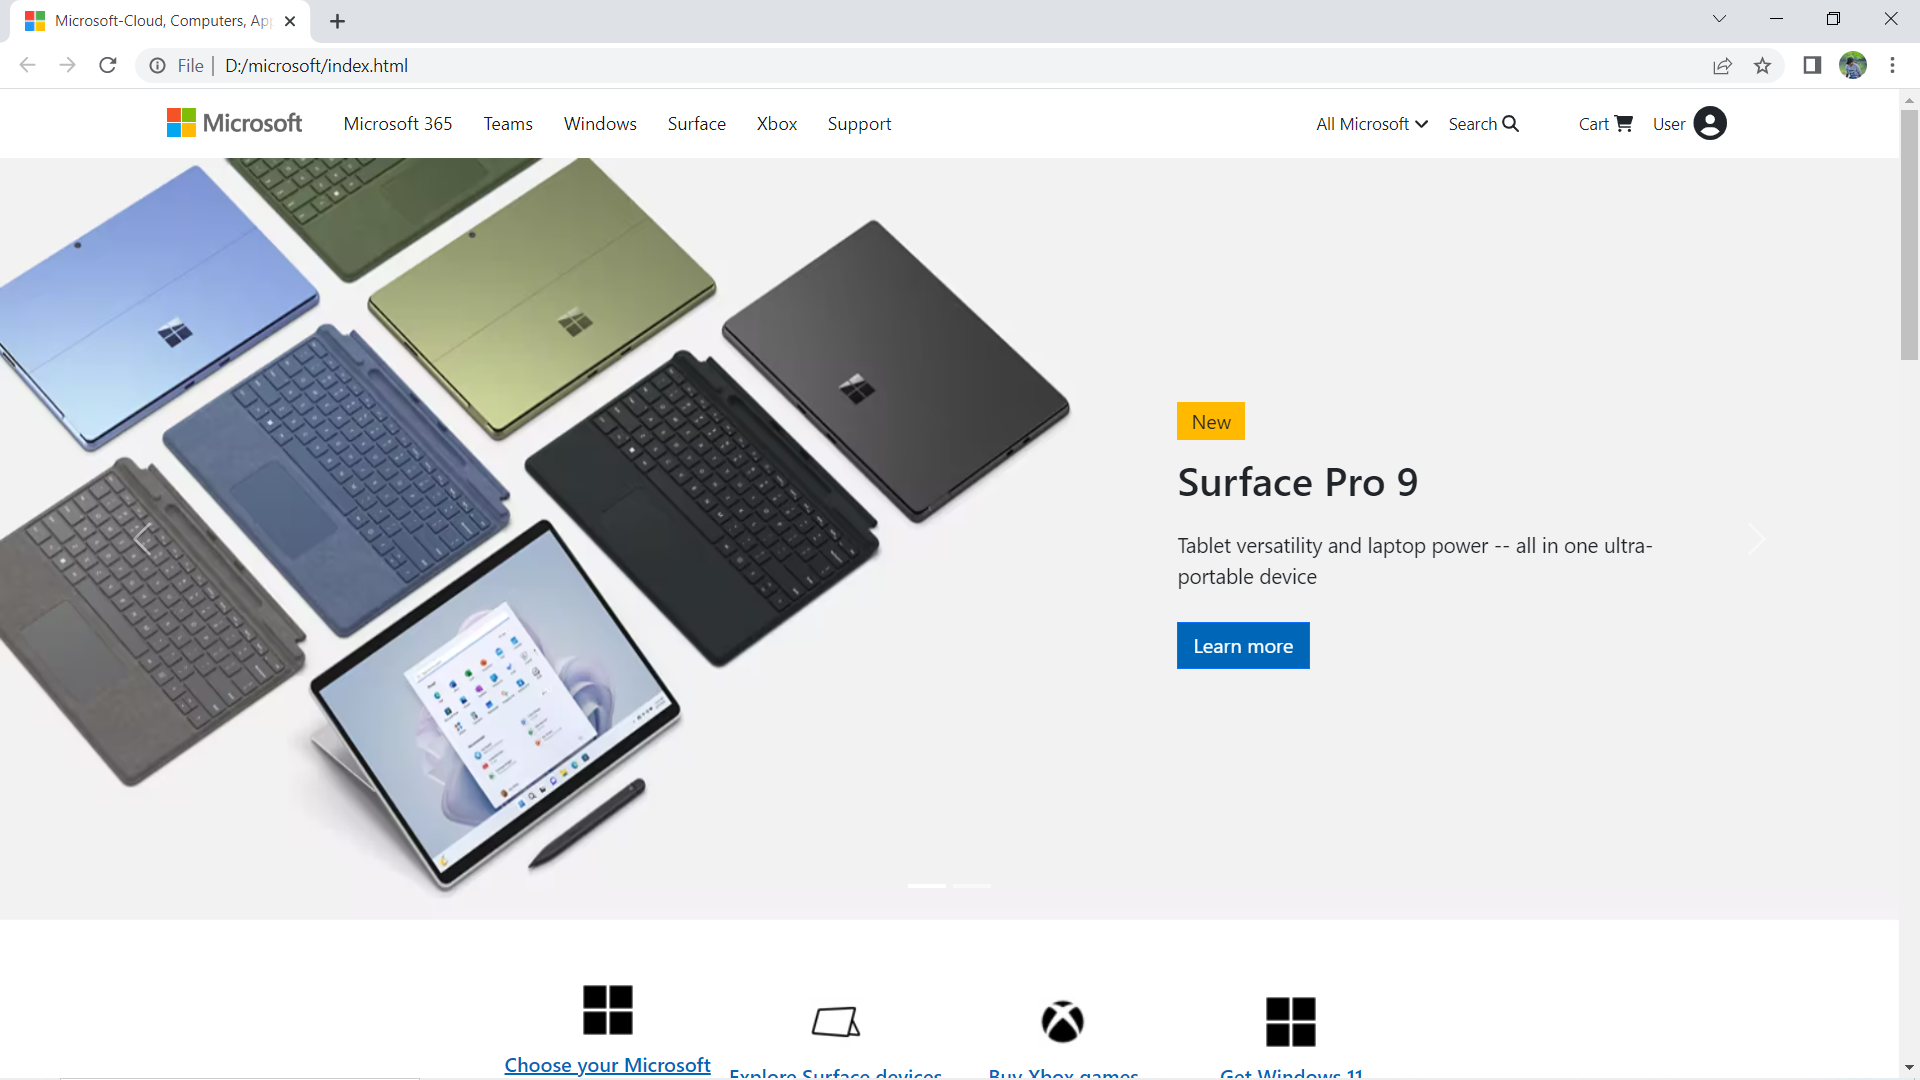 Microsoft-Cloud, Computers, App
File D:/microsoft/index.html
Microsoft Microsoft 365 Teams Windows Surface Xbox Support All Microsoft Search Cart User
New
Surface Pro 9
Tablet versatility and laptop power -- all in one ultra-
portable device
Learn more
Choose your Microsoft
Explore Surface devices
Buy Xbox games
Get Windows 11